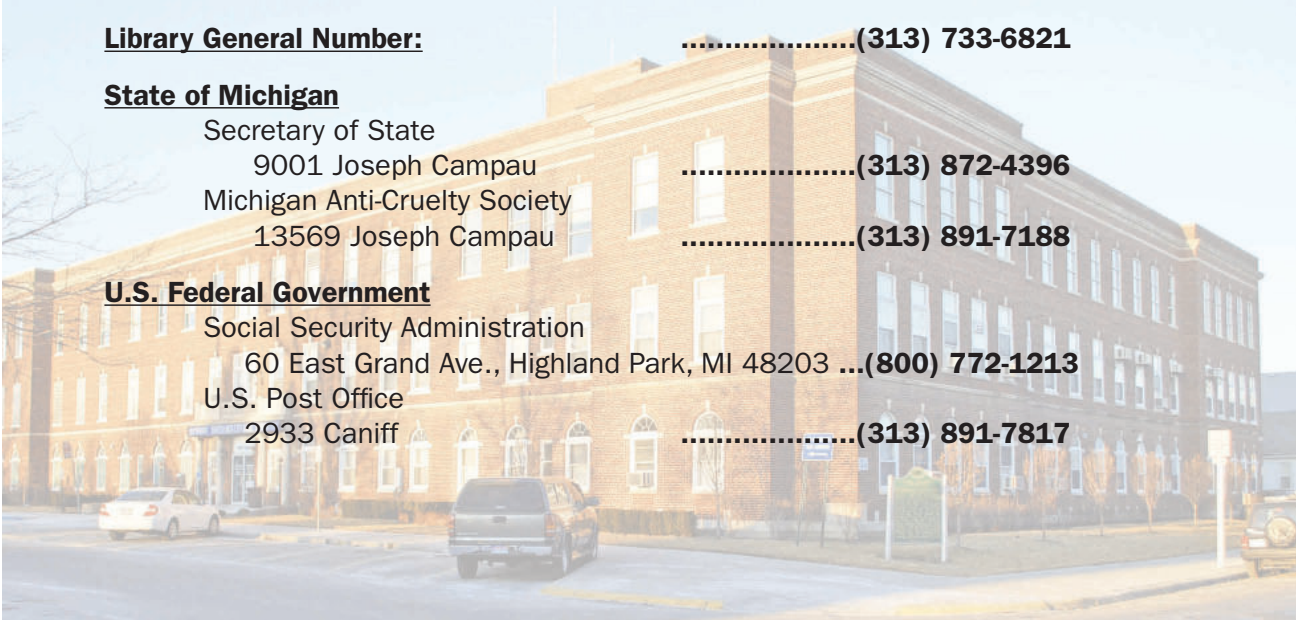 Library General Number: ....................(313) 733-6821
State of Michigan
Secretary of State
9001 Joseph Campau ....................(313) 872-4396
Michigan Anti-Cruelty Society
13569 Joseph Campau ....................(313) 891-7188
U.S. Federal Government
Social Security Administration
60 East Grand Ave., Highland Park, MI 48203 ...(800) 772-1213
U.S. Post Office
2933 Caniff ....................(313) 891-7817